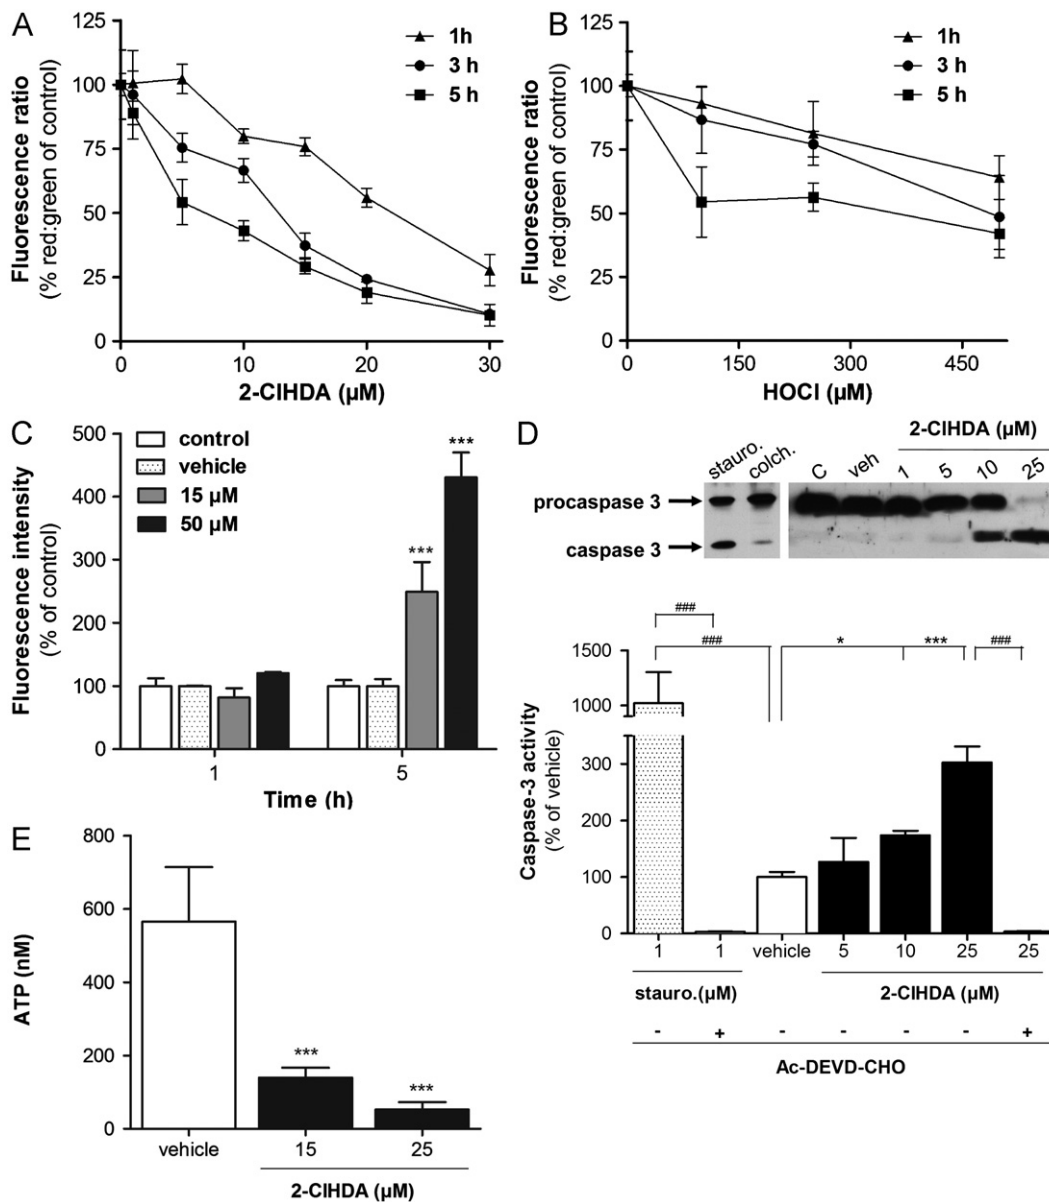 A
125
100
75
50
25
0
Fluorescence ratio
(% red:green of control)
1h
3 h
5 h
0 10 20 30
2-ClHDA (µM)
B
125
100
75
50
25
0
Fluorescence ratio
(% red:green of control)
1h
3 h
5 h
0 150 300 450
HOCl (µM)
C
500
400
300
200
100
0
Fluorescence intensity
(% of control)
control
vehicle
15 µM
50 µM
***
***
1 5
Time (h)
D
2-ClHDA
(µM)
stauro. colch. C veh 1 5 10 25
procaspase 3
caspase 3
###
### * *** ###
1500
1000
300
200
100
0
Caspase-3 activity
(% of vehicle)
1 1 vehicle 5 10 25 25
stauro.(µM) 2-ClHDA (µM)
- + - - - - +
Ac-DEVD-CHO
E
800
600
400
200
0
ATP (nM)
***
***
vehicle 15 25
2-ClHDA (µM)